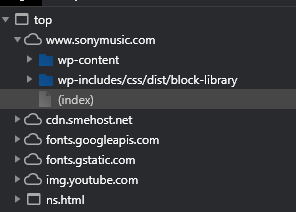 top
www.sonymusic.com
wp-content
wp-includes/css/dist/block-library
(index)
cdn.smehost.net
fonts.googleapis.com
fonts.gstatic.com
img.youtube.com
ns.html